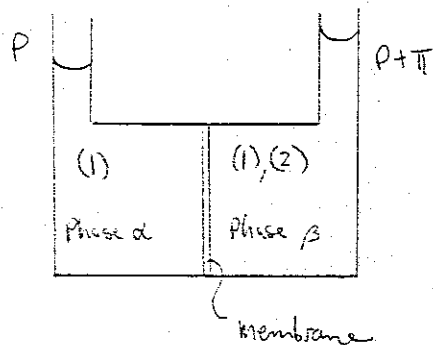 P
P+π
(1)
(1),(2)
Phase α
Phase β
membrane